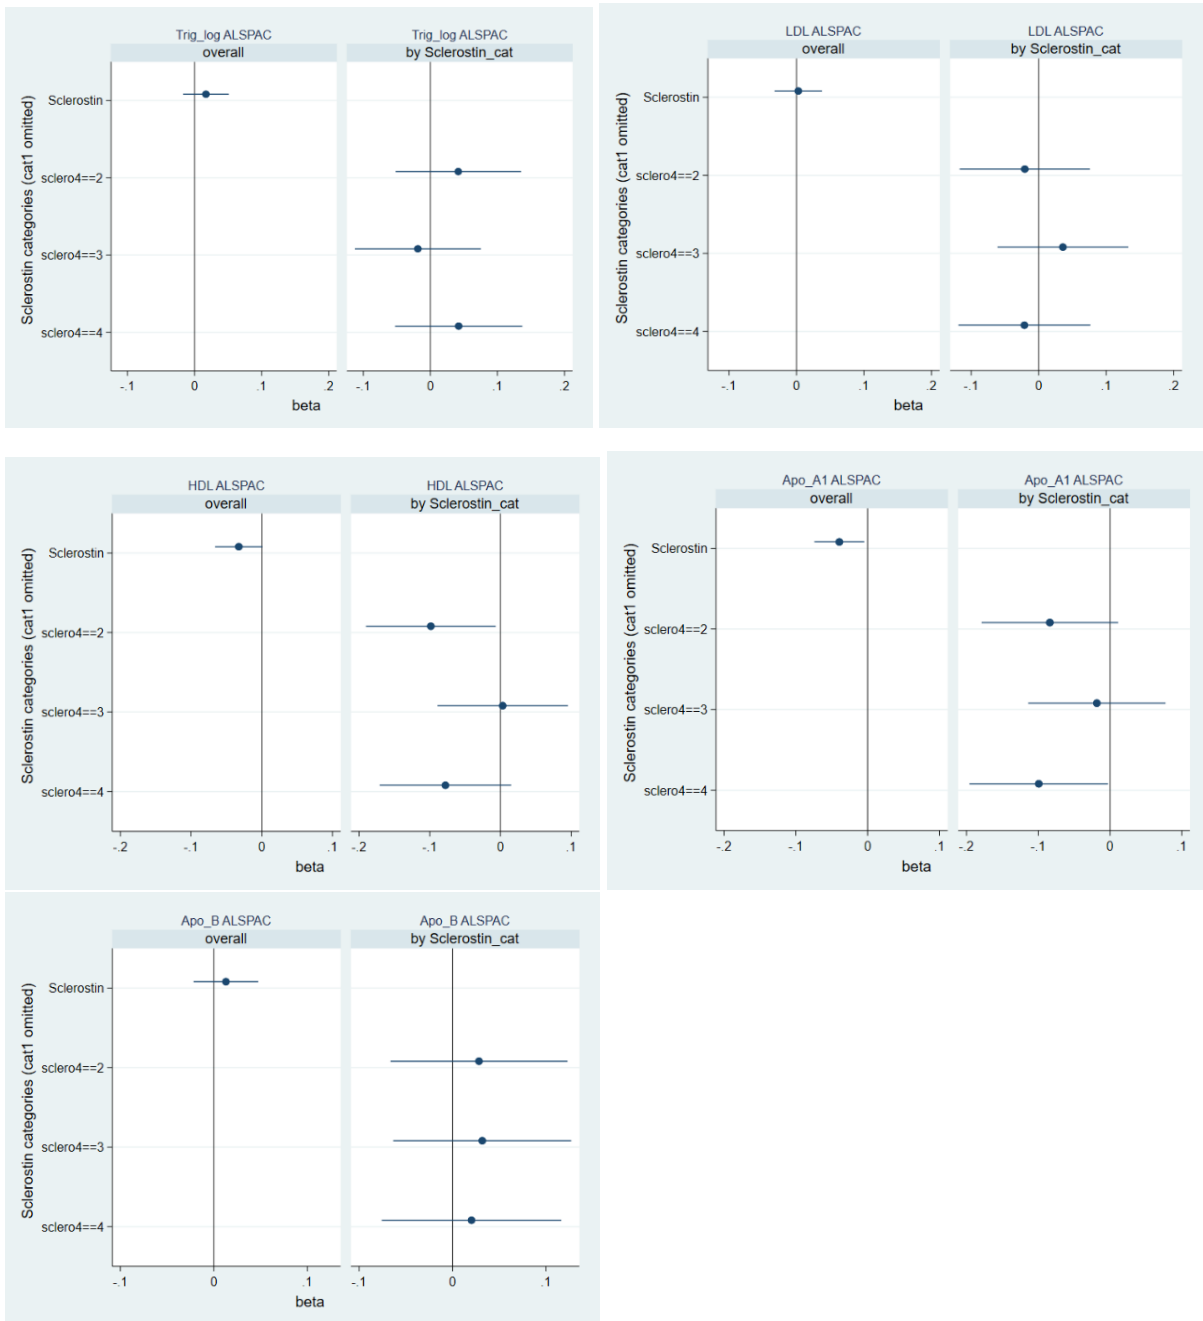 Trig_log ALSPAC
overall
Trig_log ALSPAC
by Sclerostin_cat
Sclerostin categories (cat1 omitted)
Sclerostin
sclero4==2
sclero4==3
sclero4==4
-.1 0 .1 .2
-.1 0 .1 .2
beta
LDL ALSPAC
overall
LDL ALSPAC
by Sclerostin_cat
Sclerostin categories (cat1 omitted)
Sclerostin
sclero4==2
sclero4==3
sclero4==4
-.1 0 .1 .2
-.1 0 .1 .2
beta
HDL ALSPAC
overall
HDL ALSPAC
by Sclerostin_cat
Sclerostin categories (cat1 omitted)
Sclerostin
sclero4==2
sclero4==3
sclero4==4
-.2 -.1 0 .1
-.2 -.1 0 .1
beta
Apo_A1 ALSPAC
overall
Apo_A1 ALSPAC
by Sclerostin_cat
Sclerostin categories (cat1 omitted)
Sclerostin
sclero4==2
sclero4==3
sclero4==4
-.2 -.1 0 .1
-.2 -.1 0 .1
beta
Apo_B ALSPAC
overall
Apo_B ALSPAC
by Sclerostin_cat
Sclerostin categories (cat1 omitted)
Sclerostin
sclero4==2
sclero4==3
sclero4==4
-.1 0 .1
-.1 0 .1
beta